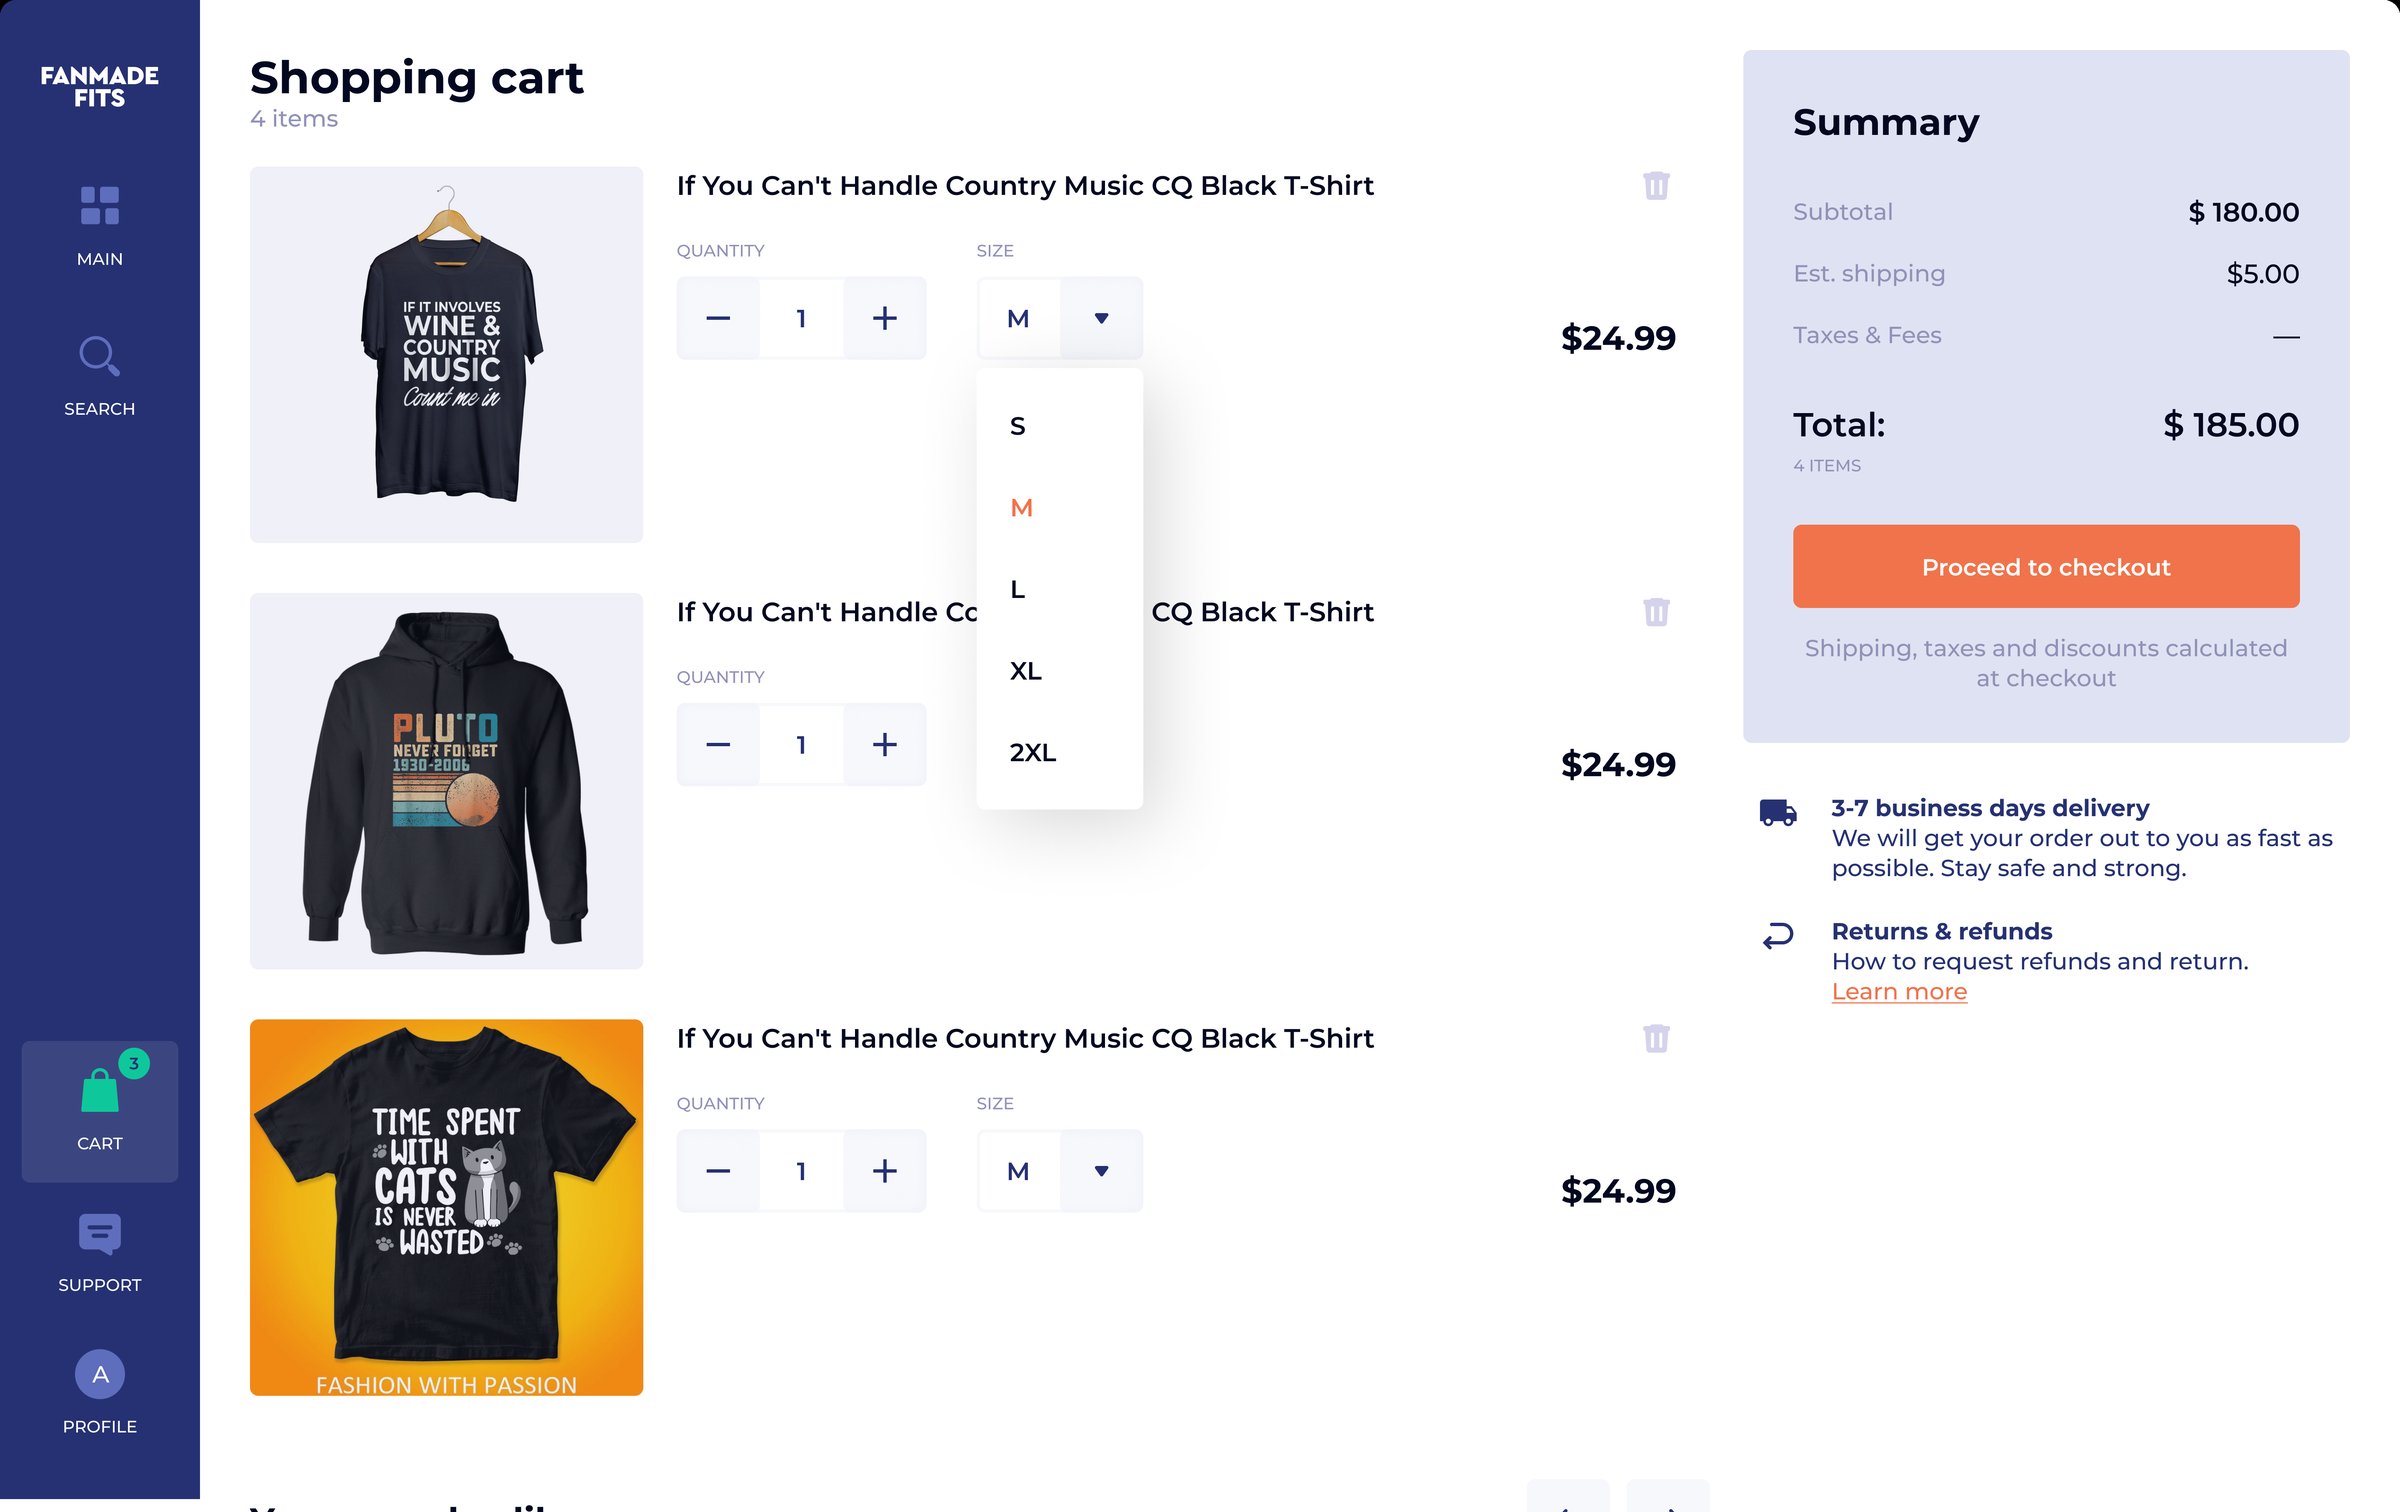 FANMADE
FITS
MAIN
SEARCH
3
CART
SUPPORT
A
PROFILE
Shopping cart
4 items
IF IT INVOLVES
WINE &
COUNTRY
MUSIC
Count me in
If You Can't Handle Country Music CQ Black T-Shirt
QUANTITY
SIZE
1
M
$24.99
S
M
L
XL
2XL
PLUTO
NEVER FORGET
1930-2006
If You Can't Handle Co
CQ Black T-Shirt
QUANTITY
1
$24.99
TIME SPENT
WITH
CATS
IS NEVER
WASTED
FASHION WITH PASSION
If You Can't Handle Country Music CQ Black T-Shirt
QUANTITY
SIZE
1
M
$24.99
Summary
Subtotal
$ 180.00
Est. shipping
$5.00
Taxes & Fees
—
Total:
$ 185.00
4 ITEMS
Proceed to checkout
Shipping, taxes and discounts calculated
at checkout
3-7 business days delivery
We will get your order out to you as fast as
possible. Stay safe and strong.
Returns & refunds
How to request refunds and return.
Learn more